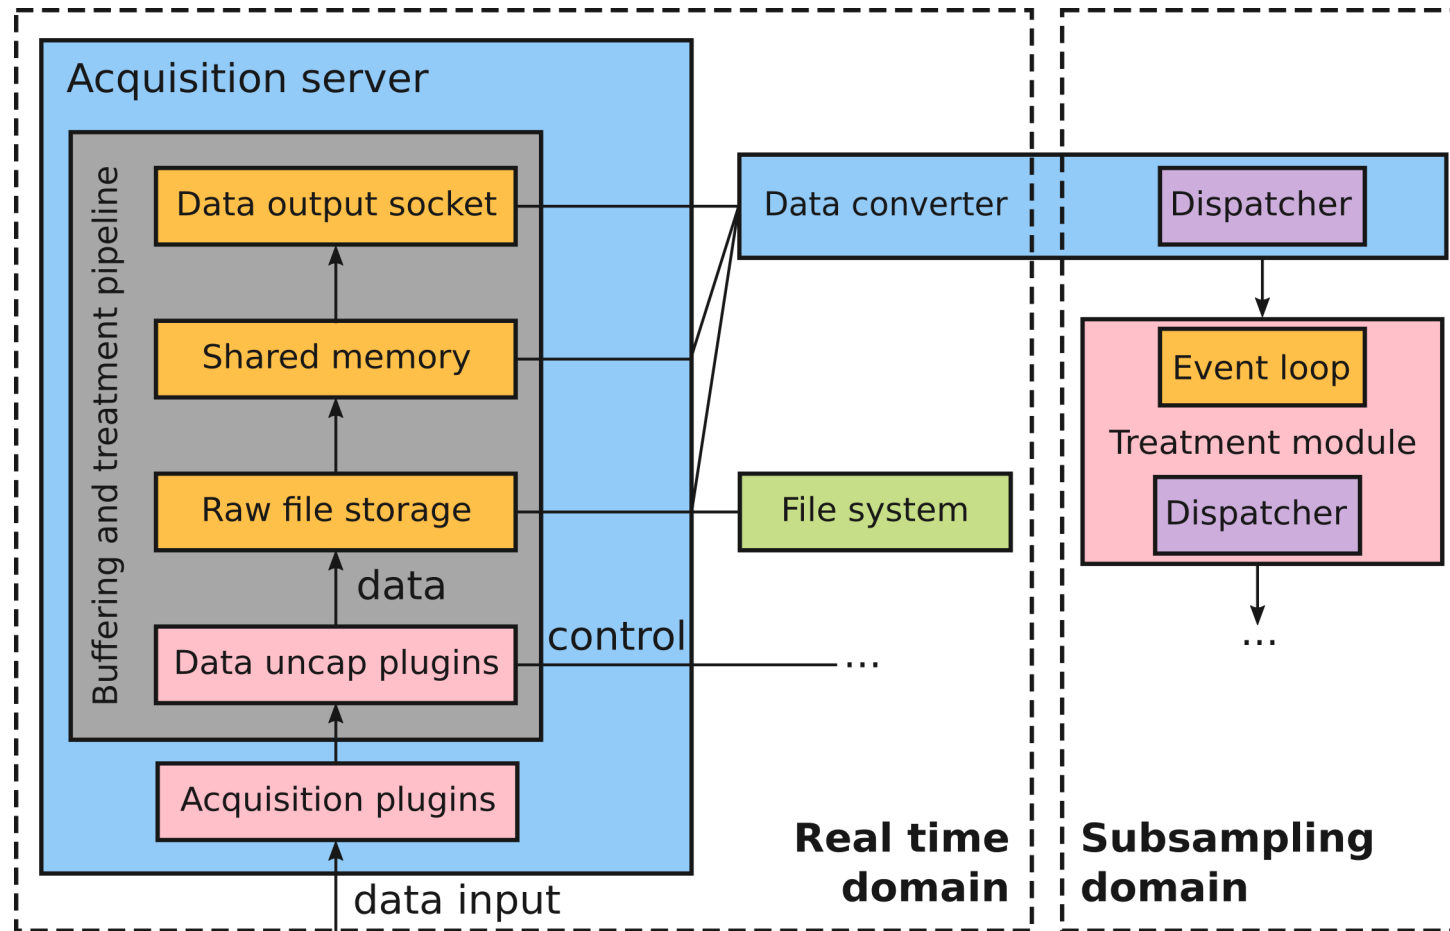 Acquisition server
Buffering and treatment pipeline
Data output socket
Shared memory
Raw file storage
data
Data uncap plugins
control
...
Acquisition plugins
data input
Data converter
File system
Real time
domain
Dispatcher
Event loop
Treatment module
Dispatcher
...
Subsampling
domain